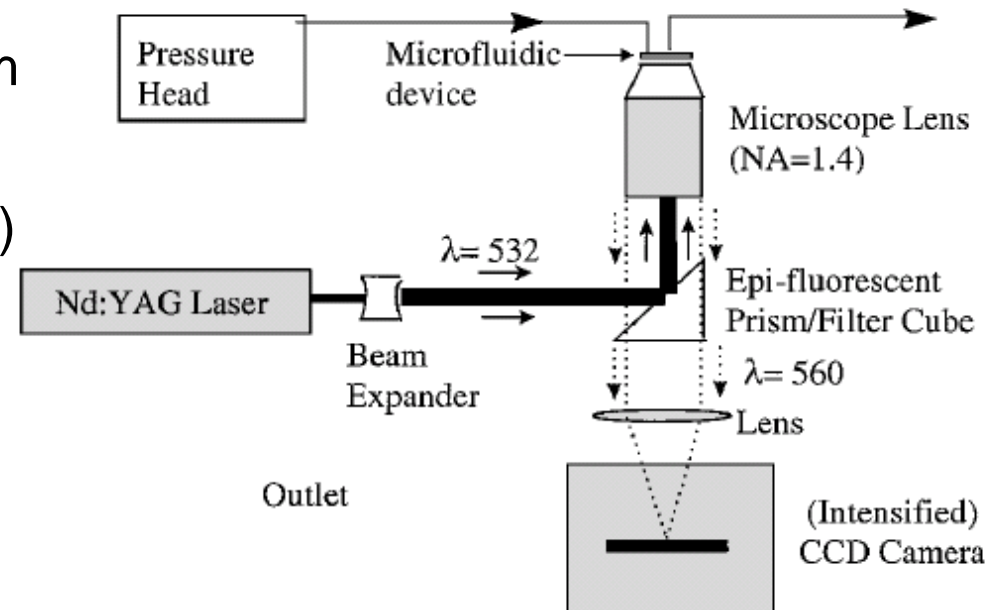 n
)
Pressure
Head
Microfluidic
device
Microscope Lens
(NA=1.4)
λ= 532
Nd:YAG Laser
Epi-fluorescent
Prism/Filter Cube
Beam
Expander
λ= 560
Lens
Outlet
(Intensified)
CCD Camera